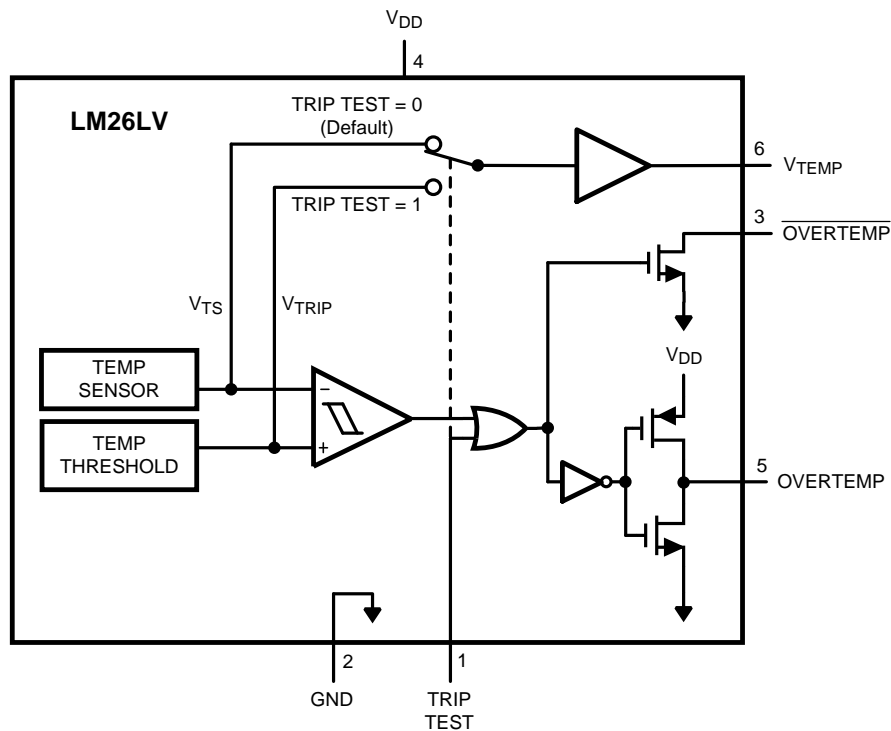 VDD
4
LM26LV
TRIP TEST = 0
(Default)
6
VTEMP
TRIP TEST = 1
3
OVERTEMP
VTS
VTRIP
VDD
TEMP
SENSOR
−
TEMP
THRESHOLD
+
5
OVERTEMP
2
1
GND
TRIP
TEST